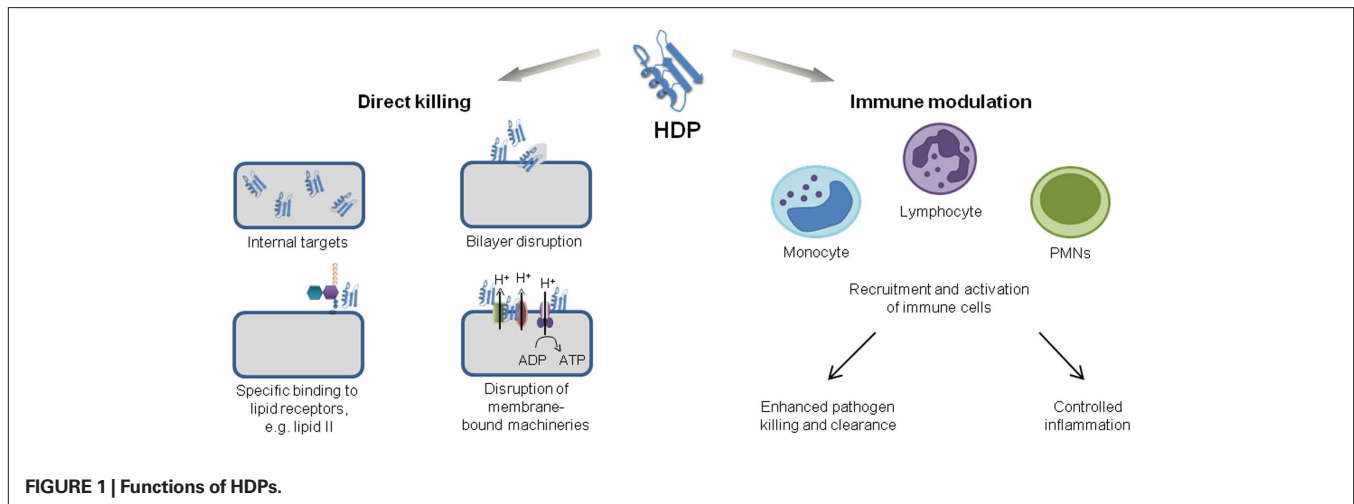 HDP
Direct killing
Internal targets
Bilayer disruption
Specific binding to
lipid receptors,
e.g. lipid II
H+ H+ H+
ADP ATP
Disruption of
membrane-
bound machineries
Immune modulation
Monocyte
Lymphocyte
PMNs
Recruitment and activation
of immune cells
Enhanced pathogen
killing and clearance
Controlled
inflammation
FIGURE 1 | Functions of HDPs.